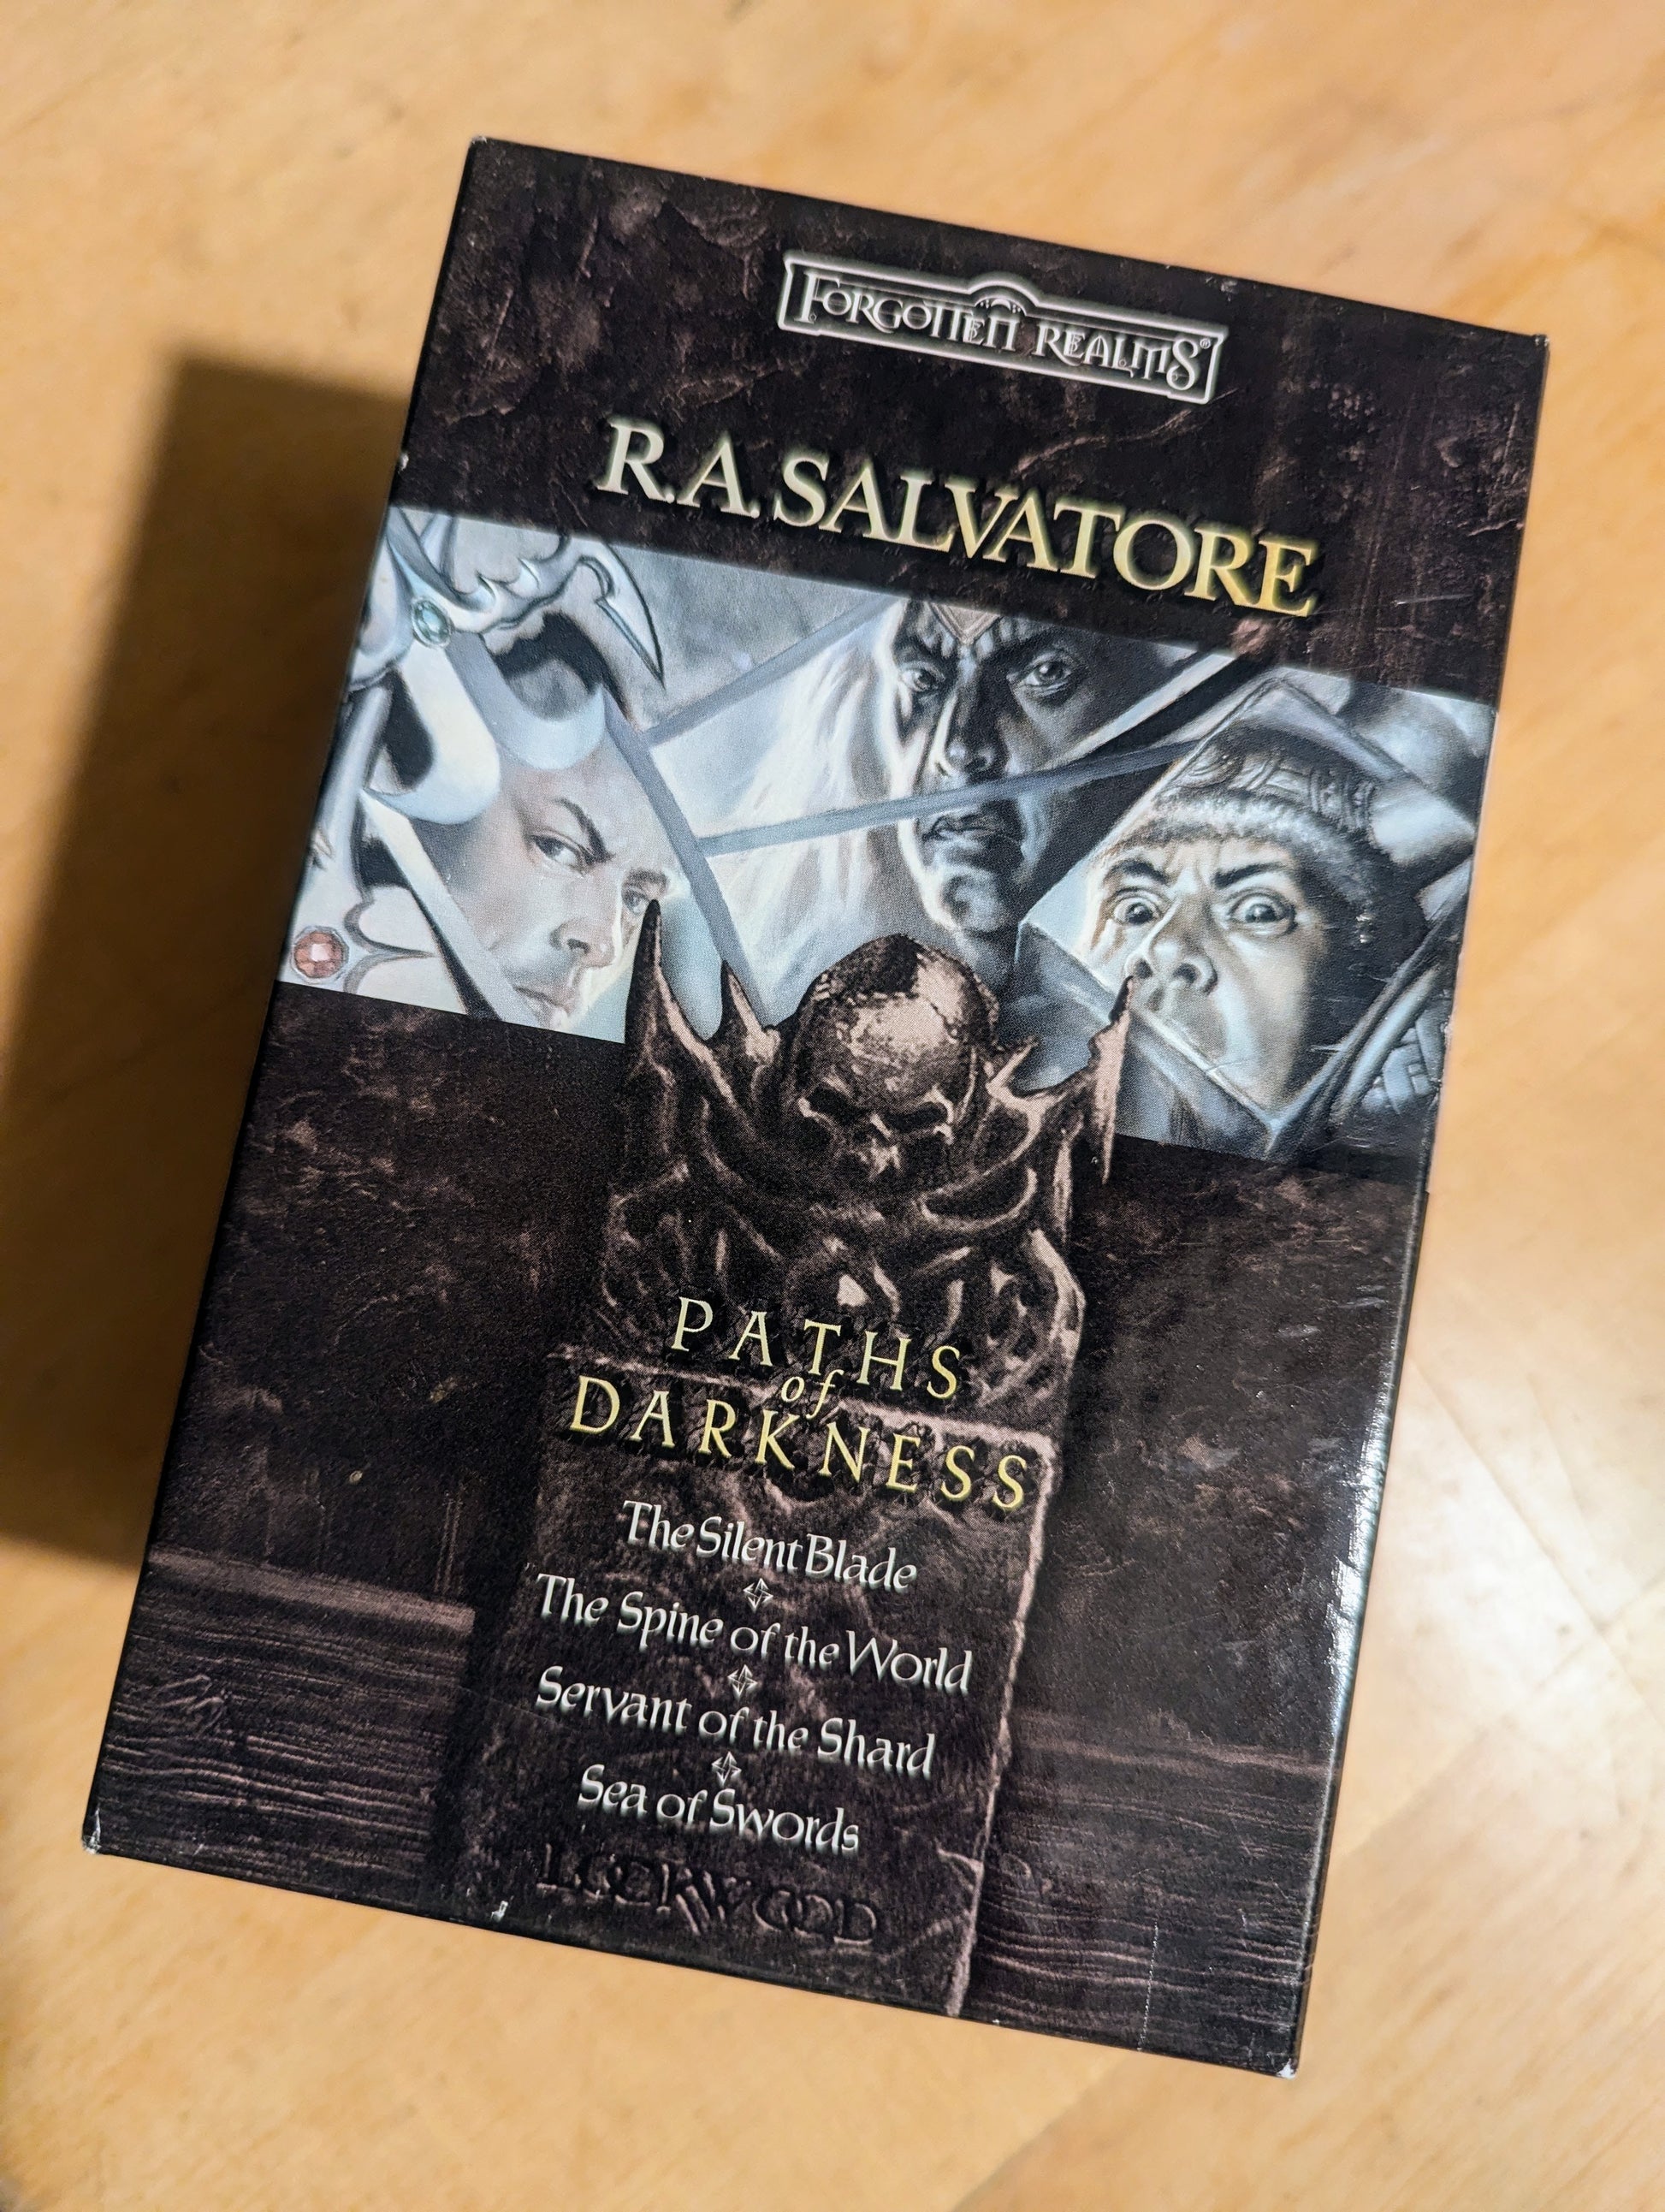 FORGOTTEN REALMS®
R.A. SALVATORE
PATHS
of
DARKNESS
The Silent Blade
The Spine of the World
Servant of the Shard
Sea of Swords
LOCKWOOD